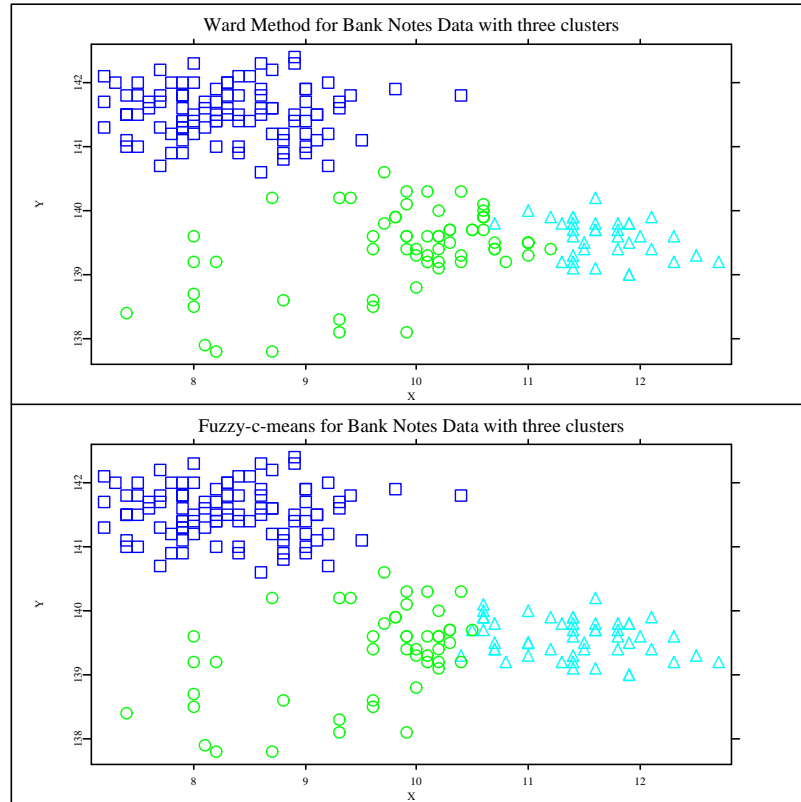 Ward Method for Bank Notes Data with three clusters
142
141
140
139
138
Y
8 9 10 11 12
X
Fuzzy-c-means for Bank Notes Data with three clusters
142
141
140
139
138
Y
8 9 10 11 12
X